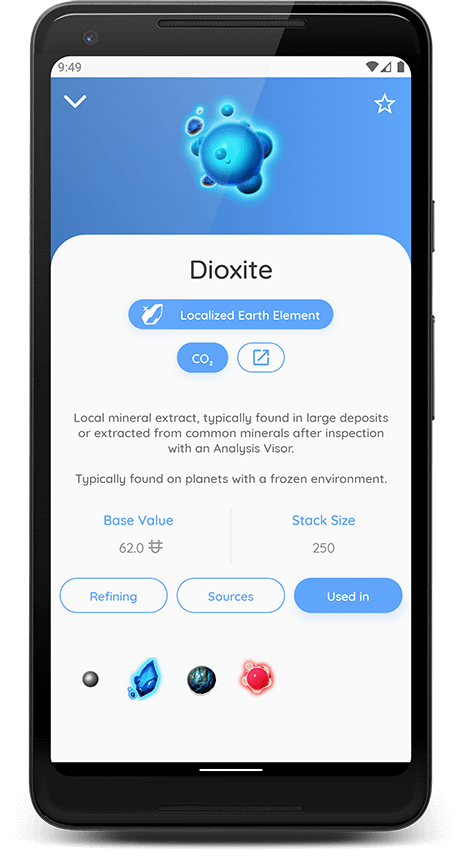 9:49
Dioxite
Localized Earth Element
CO₂
Local mineral extract, typically found in large deposits
or extracted from common minerals after inspection
with an Analysis Visor.
Typically found on planets with a frozen environment.
Base Value
Stack Size
62.0
250
Refining
Sources
Used in